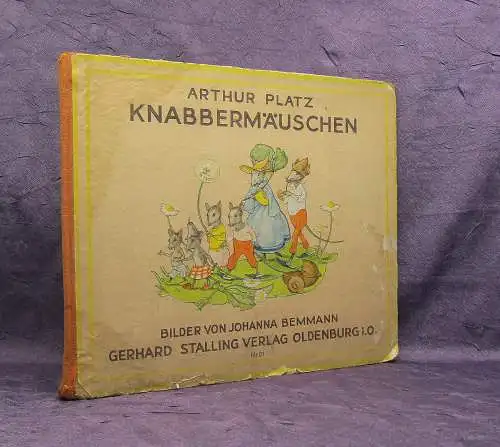 ARTHUR PLATZ
KNABBERMÄUSCHEN
BILDER VON JOHANNA BEMMANN
GERHARD STALLING VERLAG OLDENBURG i.O.